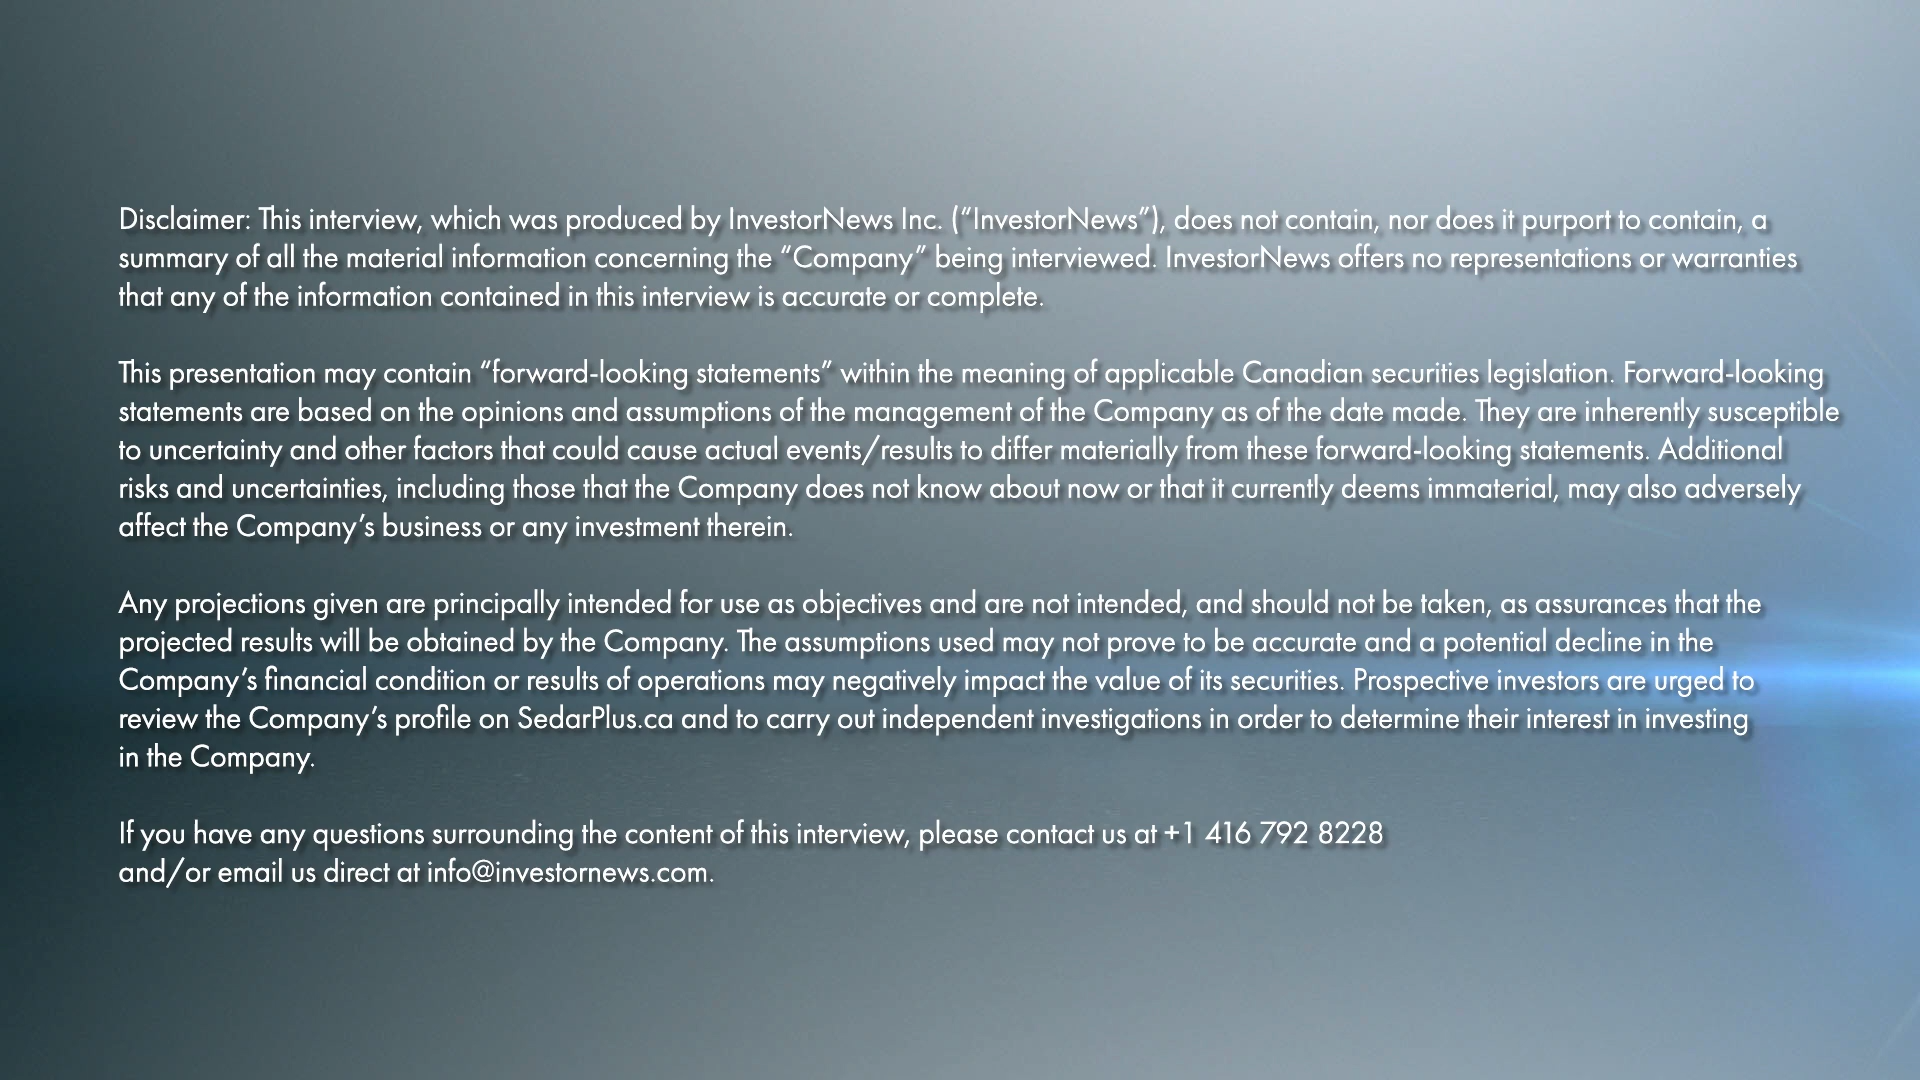 Disclaimer: This interview, which was produced by InvestorNews Inc. (“InvestorNews”), does not contain, nor does it purport to contain, a
summary of all the material information concerning the “Company” being interviewed. InvestorNews offers no representations or warranties
that any of the information contained in this interview is accurate or complete.
This presentation may contain “forward-looking statements” within the meaning of applicable Canadian securities legislation. Forward-looking
statements are based on the opinions and assumptions of the management of the Company as of the date made. They are inherently susceptible
to uncertainty and other factors that could cause actual events/results to differ materially from these forward-looking statements. Additional
risks and uncertainties, including those that the Company does not know about now or that it currently deems immaterial, may also adversely
affect the Company’s business or any investment therein.
Any projections given are principally intended for use as objectives and are not intended, and should not be taken, as assurances that the
projected results will be obtained by the Company. The assumptions used may not prove to be accurate and a potential decline in the
Company’s financial condition or results of operations may negatively impact the value of its securities. Prospective investors are urged to
review the Company’s profile on SedarPlus.ca and to carry out independent investigations in order to determine their interest in investing
in the Company.
If you have any questions surrounding the content of this interview, please contact us at +1 416 792 8228
and/or email us direct at info@investornews.com.